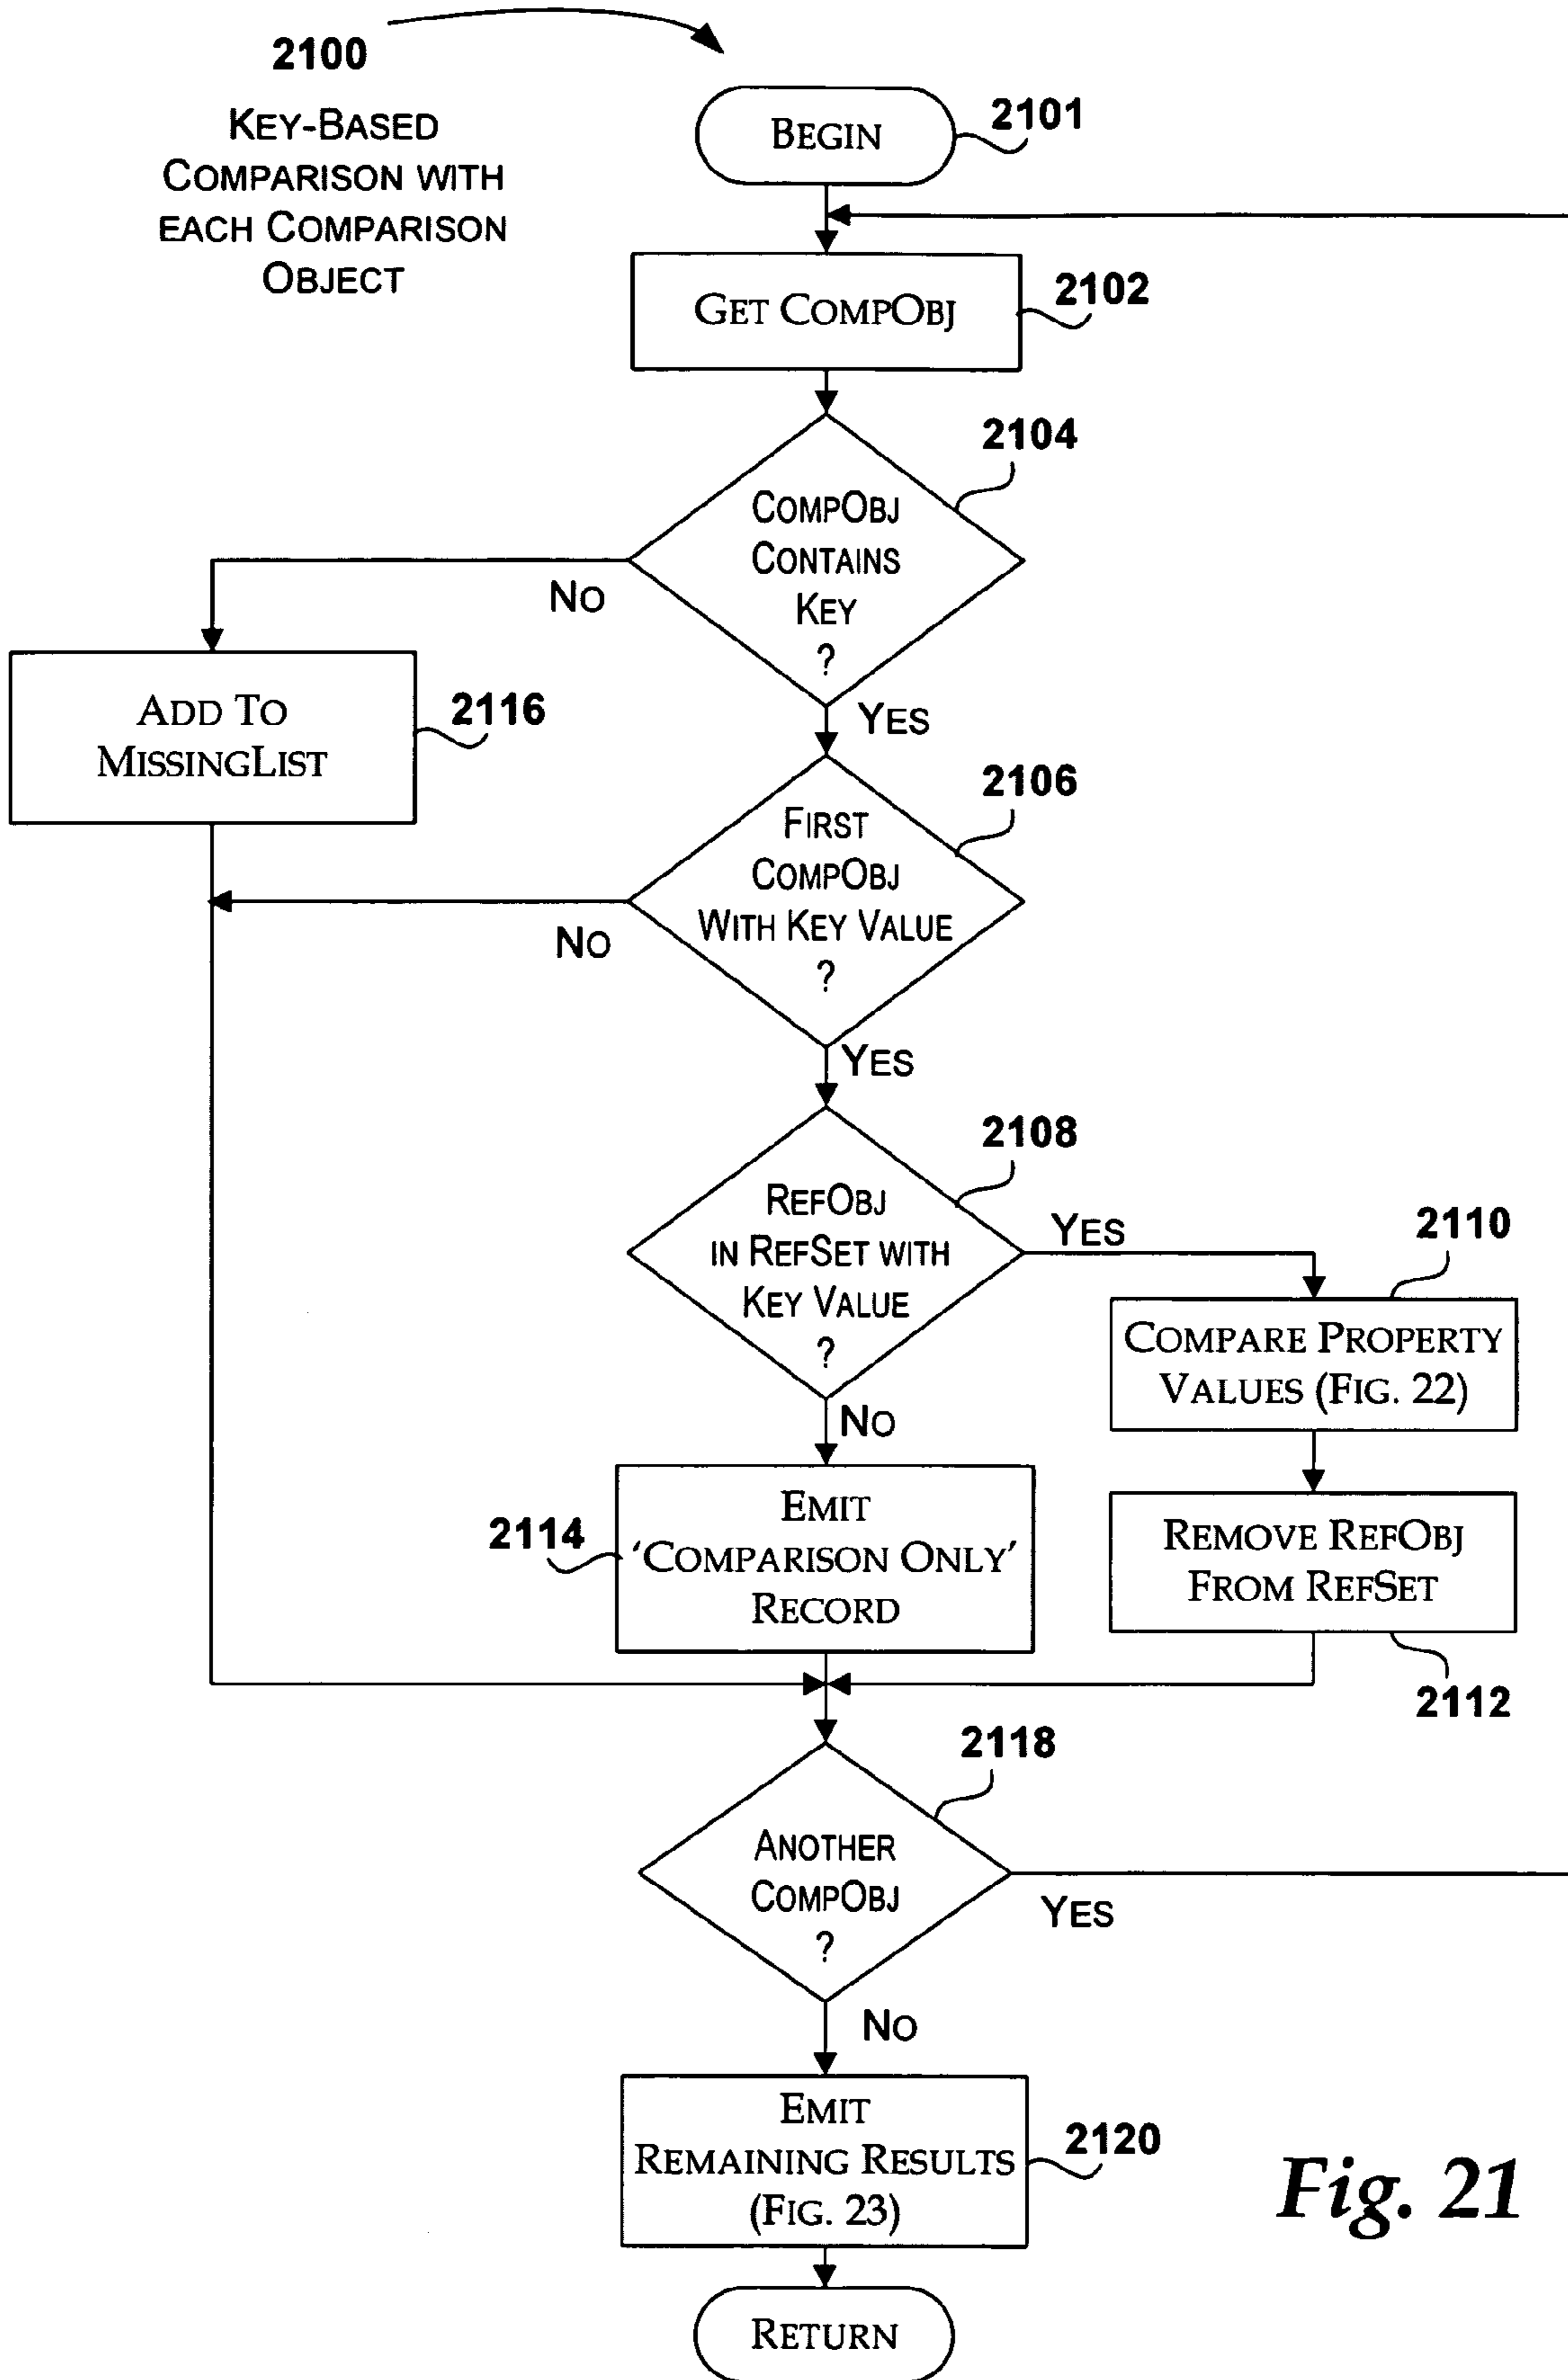 2100
KEY-BASED
COMPARISON WITH
EACH COMPARISON
OBJECT
BEGIN
2101
GET COMPOBJ
2102
2104
COMPOBJ
CONTAINS
KEY
?
NO
YES
ADD TO
MISSINGLIST
2116
2106
FIRST
COMPOBJ
WITH KEY VALUE
?
NO
YES
2108
REFOBJ
IN REFSET WITH
KEY VALUE
?
YES
NO
2110
COMPARE PROPERTY
VALUES (FIG. 22)
2114
EMIT
'COMPARISON ONLY'
RECORD
REMOVE REFOBJ
FROM REFSET
2112
2118
ANOTHER
COMPOBJ
?
YES
NO
EMIT
REMAINING RESULTS
(FIG. 23)
2120
Fig. 21
RETURN